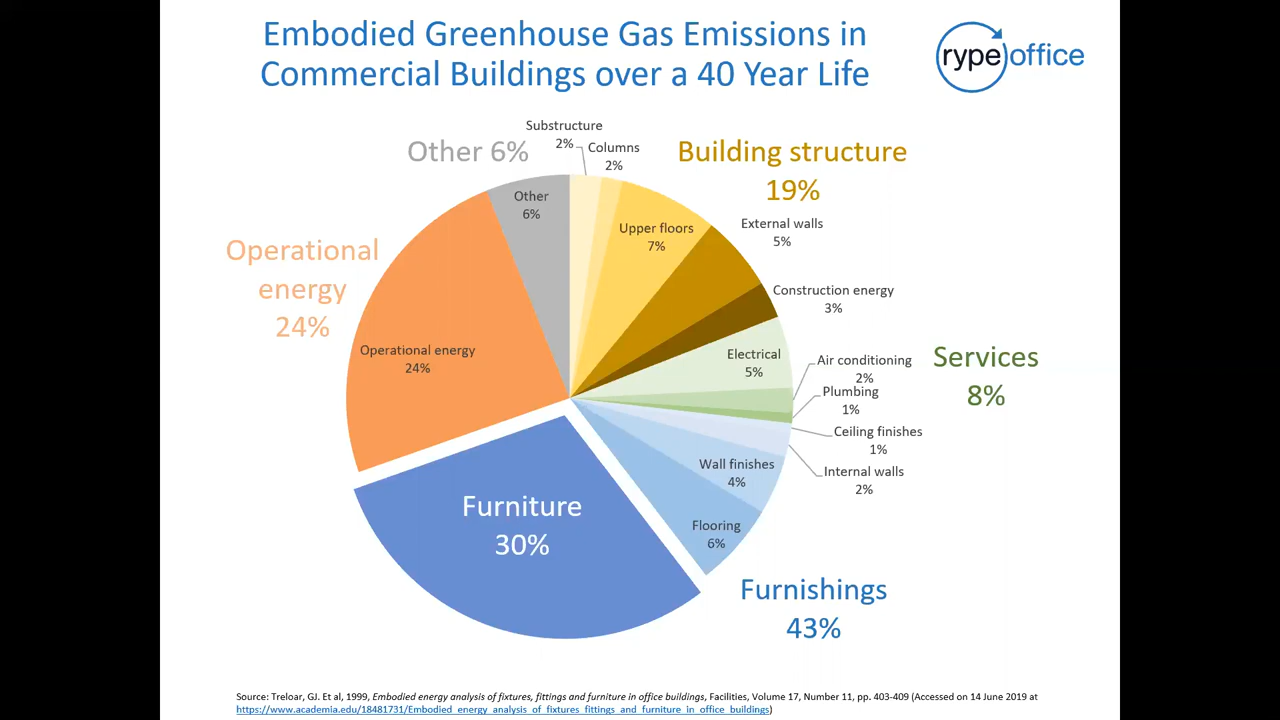 Embodied Greenhouse Gas Emissions in
Commercial Buildings over a 40 Year Life
rypeoffice
Substructure
2%
Columns
2%
Other 6%
Building structure
19%
Other
6%
Upper floors
7%
External walls
5%
Operational
energy
24%
Construction energy
3%
Operational energy
24%
Electrical
5%
Air conditioning
2%
Plumbing
1%
Services
8%
Ceiling finishes
1%
Wall finishes
4%
Internal walls
2%
Furniture
30%
Flooring
6%
Furnishings
43%
Source: Treloar, GJ. Et al, 1999, Embodied energy analysis of fixtures, fittings and furniture in office buildings, Facilities, Volume 17, Number 11, pp. 403-409 (Accessed on 14 June 2019 at
https://www.academia.edu/18481731/Embodied_energy_analysis_of_fixtures_fittings_and_furniture_in_office_buildings)